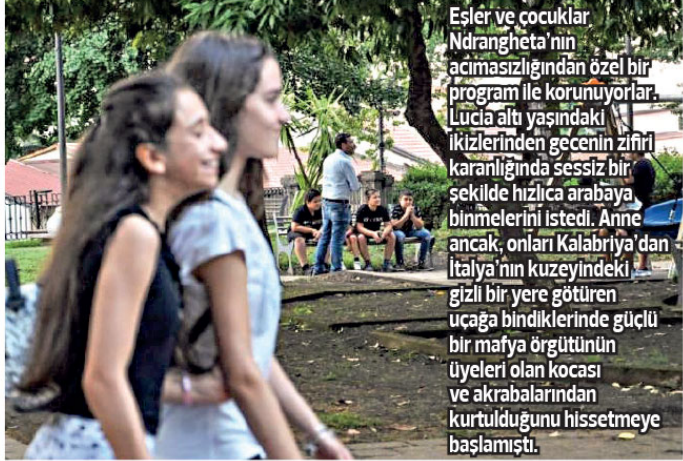 Eşler ve çocuklar
Ndrangheta'nın
acımasızlığından özel bir
program ile korunuyorlar.
Lucia altı yaşındaki
ikizlerinden gecenin zifiri
karanlığında sessiz bir
şekilde hızlıca arabaya
binmelerini istedi. Anne
ancak, onları Kalabriya'dan
İtalya'nın kuzeyindeki
gizli bir yere götüren
uçağa bindiklerinde güçlü
bir mafya örgütünün
üyeleri olan kocası
ve akrabalarından
kurtulduğunu hissetmeye
başlamıştı.